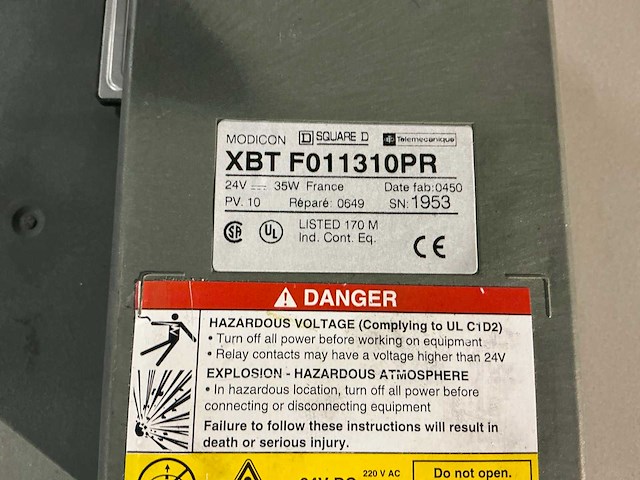 MODICON SQUARE D Telemecanique
XBT F011310PR
24V 35W France Date fab:0450
PV. 10 Réparé: 0649 SN: 1953
SA UL LISTED 170 M
Ind. Cont. Eq. CE
DANGER
HAZARDOUS VOLTAGE (Complying to UL C1D2)
• Turn off all power before working on equipment
• Relay contacts may have a voltage higher than 24V
EXPLOSION - HAZARDOUS ATMOSPHERE
• In hazardous location, turn off all power before
connecting or disconnecting equipment
Failure to follow these instructions will result in
death or serious injury.
24V DC 220 V AC Do not open.